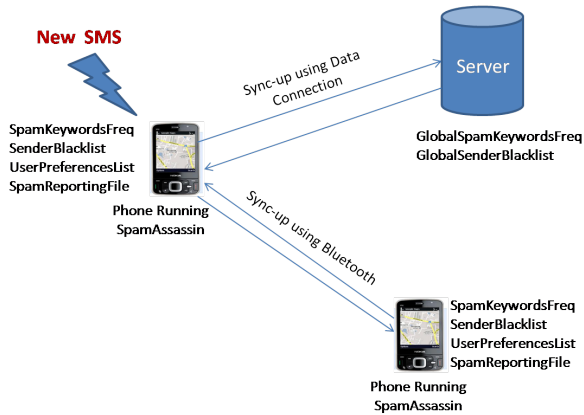 New SMS
Sync-up using Data
Connection
Server
SpamKeywordsFreq
SenderBlacklist
UserPreferencesList
SpamReportingFile
GlobalSpamKeywordsFreq
GlobalSenderBlacklist
Phone Running
SpamAssassin
Sync-up using Bluetooth
SpamKeywordsFreq
SenderBlacklist
UserPreferencesList
SpamReportingFile
Phone Running
SpamAssassin